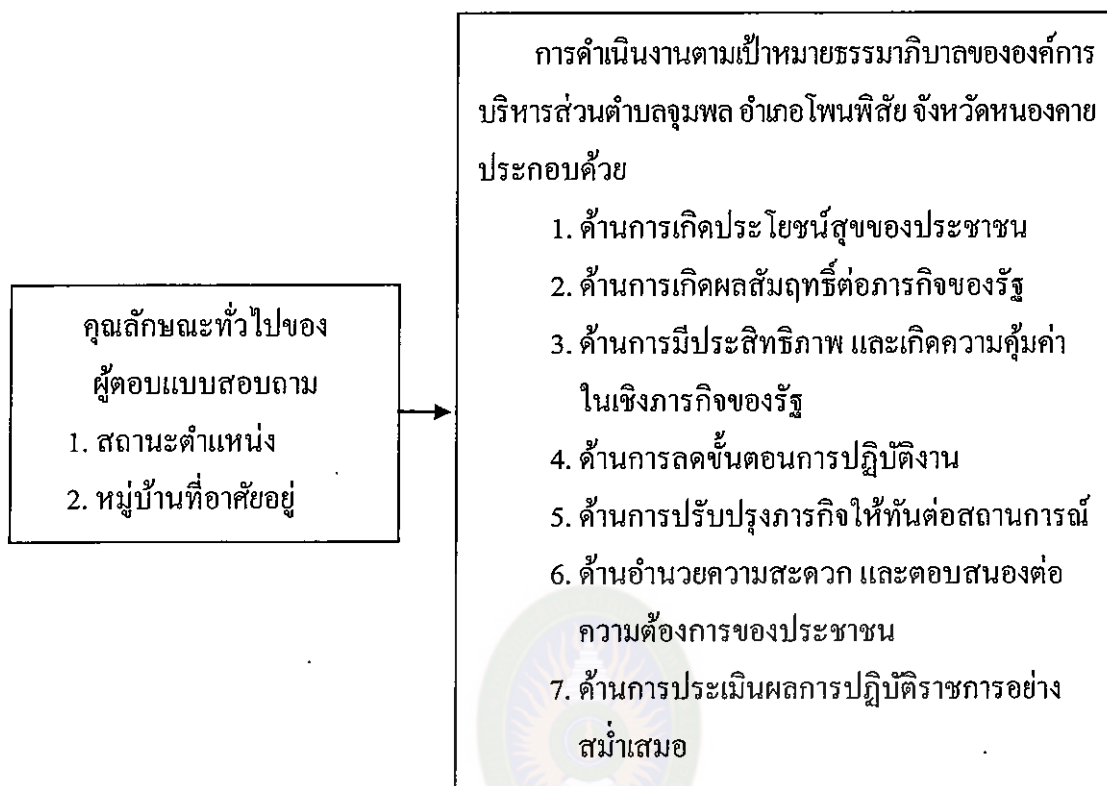 คุณลักษณะทั่วไปของ
ผู้ตอบแบบสอบถาม
1. สถานะตำแหน่ง
2. หมู่บ้านที่อาศัยอยู่
การดำเนินงานตามเป้าหมายธรรมาภิบาลขององค์การ
บริหารส่วนตำบลจุมพล อำเภอโพนพิสัย จังหวัดหนองคาย
ประกอบด้วย
1. ด้านการเกิดประโยชน์สุขของประชาชน
2. ด้านการเกิดผลสัมฤทธิ์ต่อภารกิจของรัฐ
3. ด้านการมีประสิทธิภาพ และเกิดความคุ้มค่า
ในเชิงภารกิจของรัฐ
4. ด้านการลดขั้นตอนการปฏิบัติงาน
5. ด้านการปรับปรุงภารกิจให้ทันต่อสถานการณ์
6. ด้านอำนวยความสะดวก และตอบสนองต่อ
ความต้องการของประชาชน
7. ด้านการประเมินผลการปฏิบัติราชการอย่าง
สม่ำเสมอ